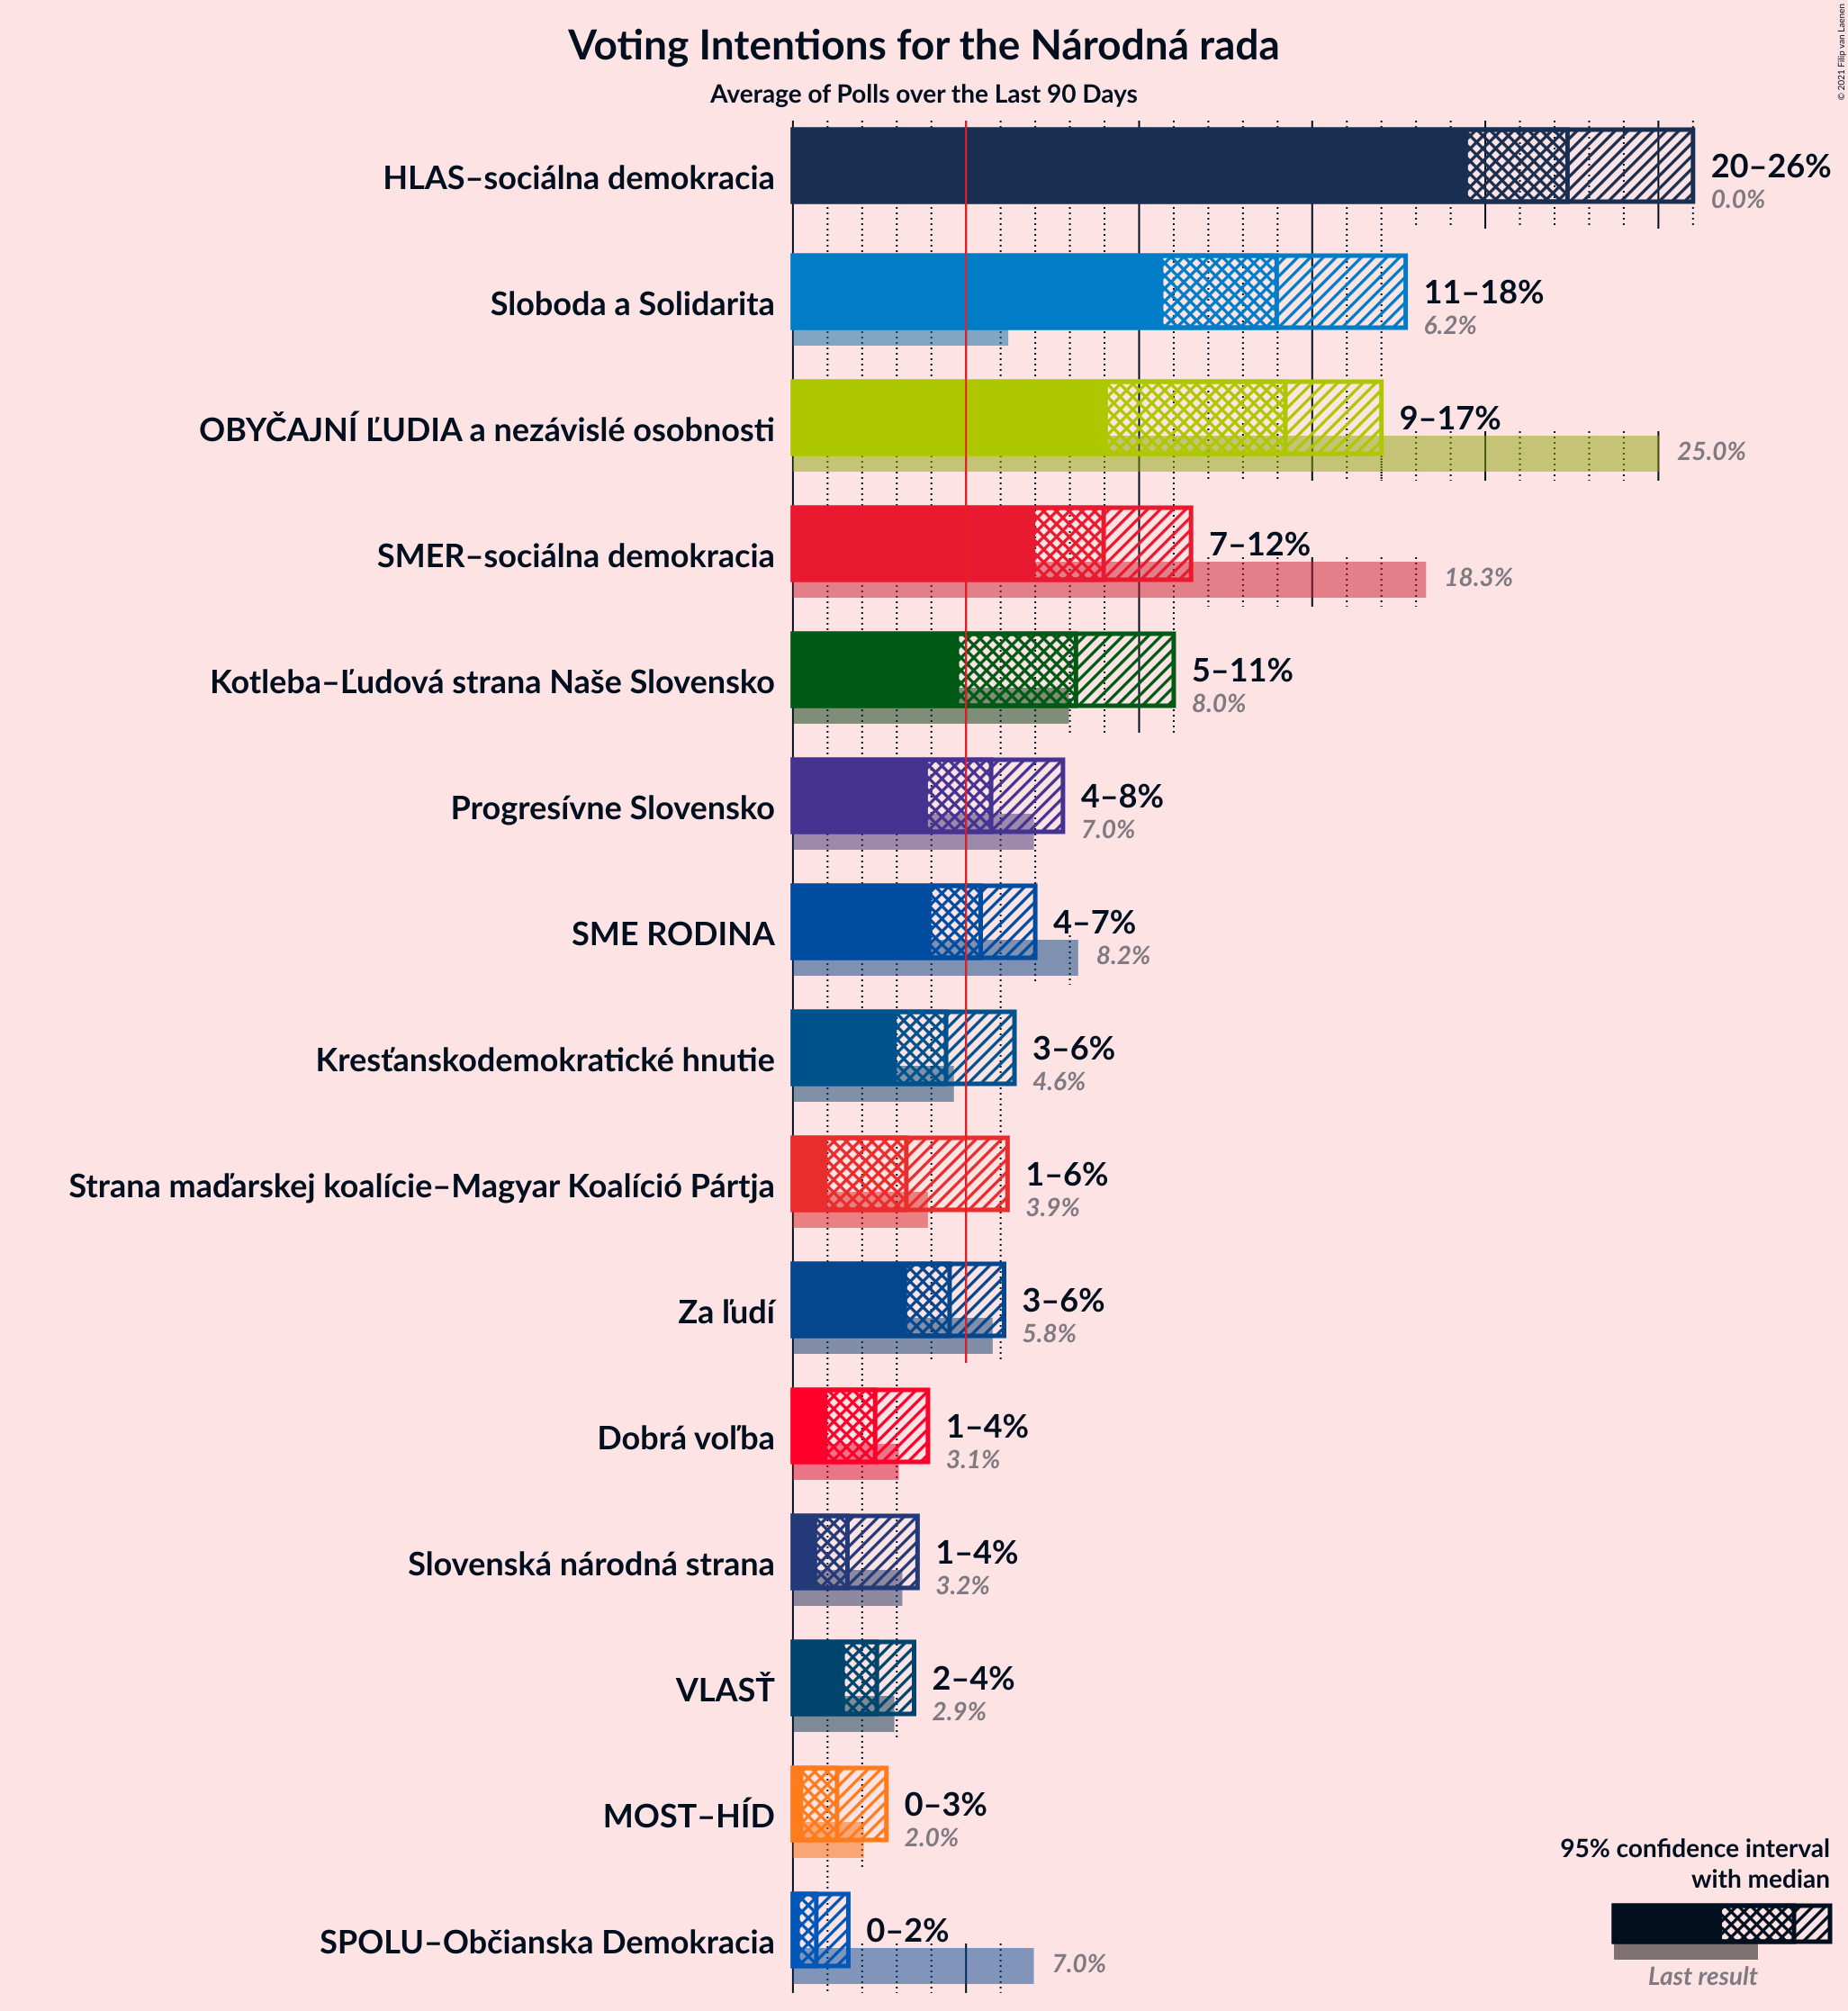 Voting Intentions for the Národná rada
Average of Polls over the Last 90 Days
© 2021 Filip van Laenen
HLAS–sociálna demokracia
20–26%
0.0%
Sloboda a Solidarita
11–18%
6.2%
OBYČAJNÍ ĽUDIA a nezávislé osobnosti
9–17%
25.0%
SMER–sociálna demokracia
7–12%
18.3%
Kotleba–Ľudová strana Naše Slovensko
5–11%
8.0%
Progresívne Slovensko
4–8%
7.0%
SME RODINA
4–7%
8.2%
Kresťanskodemokratické hnutie
3–6%
4.6%
Strana maďarskej koalície–Magyar Koalíció Pártja
1–6%
3.9%
Za ľudí
3–6%
5.8%
Dobrá voľba
1–4%
3.1%
Slovenská národná strana
1–4%
3.2%
VLASŤ
2–4%
2.9%
MOST–HÍD
0–3%
2.0%
SPOLU–Občianska Demokracia
0–2%
7.0%
95% confidence interval
with median
Last result